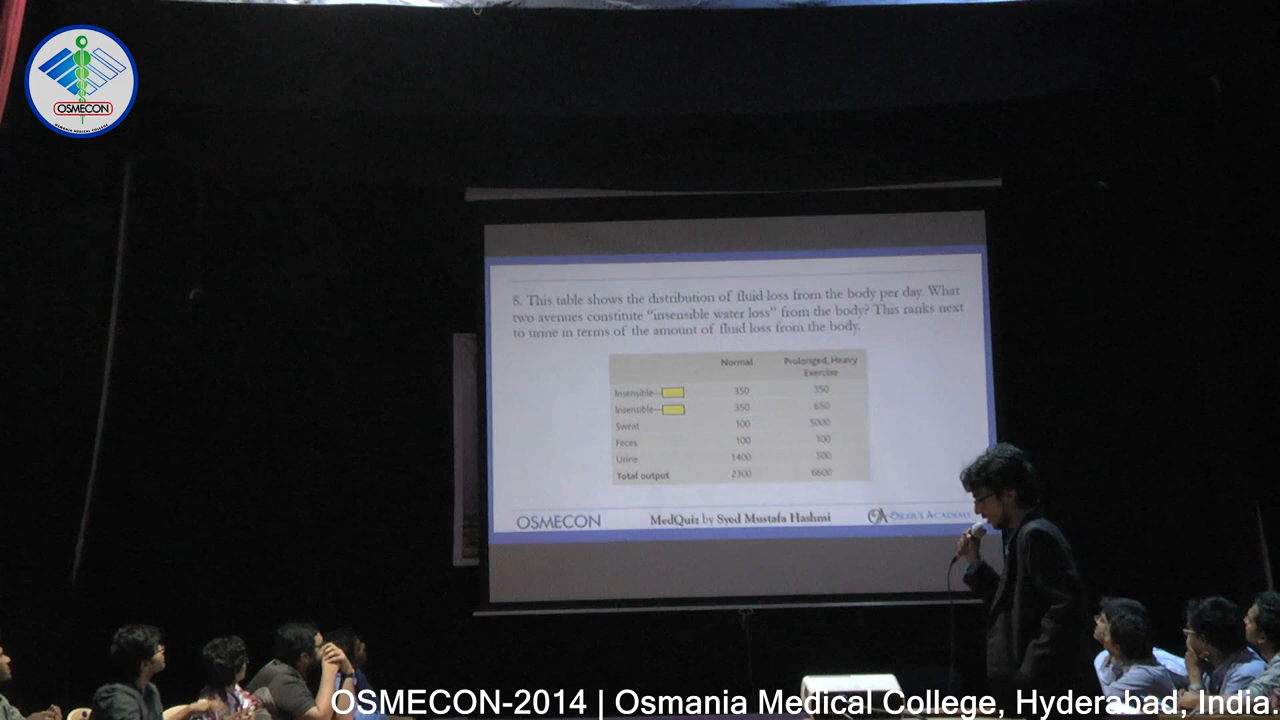 OSMECON
OSMANIA MEDICAL COLLEGE
8. This table shows the distribution of fluid loss from the body per day. What
two avenues constitute “insensible water loss” from the body? This ranks next
to urine in terms of the amount of fluid loss from the body.
Normal Prolonged, Heavy
Exercise
Insensible— 350 350
Insensible— 350 650
Sweat 100 5000
Feces 100 100
Urine 1400 500
Total output 2300 6600
OSMECON MedQuiz by Syed Mustafa Hashmi OA OSLER'S ACADEMY
OSMECON-2014 | Osmania Medical College, Hyderabad, India.